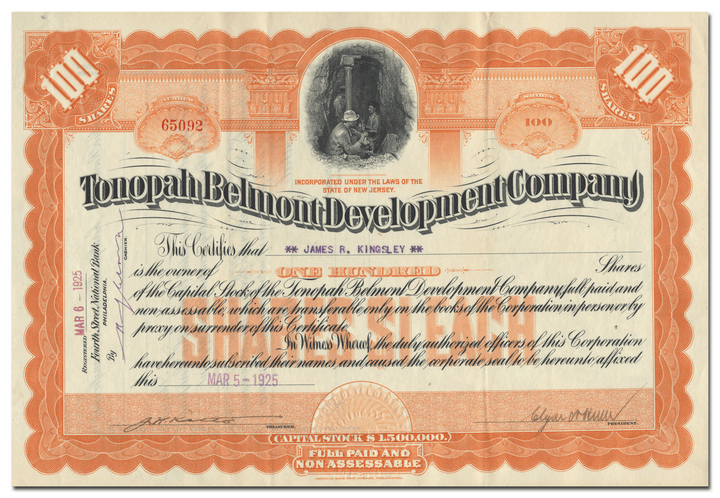 100
SHARES
100
SHARES
65092
100
INCORPORATED UNDER THE LAWS OF THE
STATE OF NEW JERSEY.
Tonopah Belmont Development Company
This Certifies that ** JAMES R. KINGSLEY **
is the owner of ONE HUNDRED Shares
of the Capital Stock of the Tonopah Belmont Development Company, full paid and
non-assessable, which are transferable only on the books of the Corporation in person or by
proxy on surrender of this Certificate.
In Witness Whereof, the duly authorized officers of this Corporation
have hereunto subscribed their names, and caused the corporate seal to be hereunto affixed
this MAR 5-1925
SHARES $1 EACH
REGISTERED MAR 6-1925
Fourth Street National Bank
PHILADELPHIA.
By
CASHIER.
TREASURER.
PRESIDENT.
(CAPITAL STOCK $ 1,500,000.)
FULL PAID AND
NON ASSESSABLE